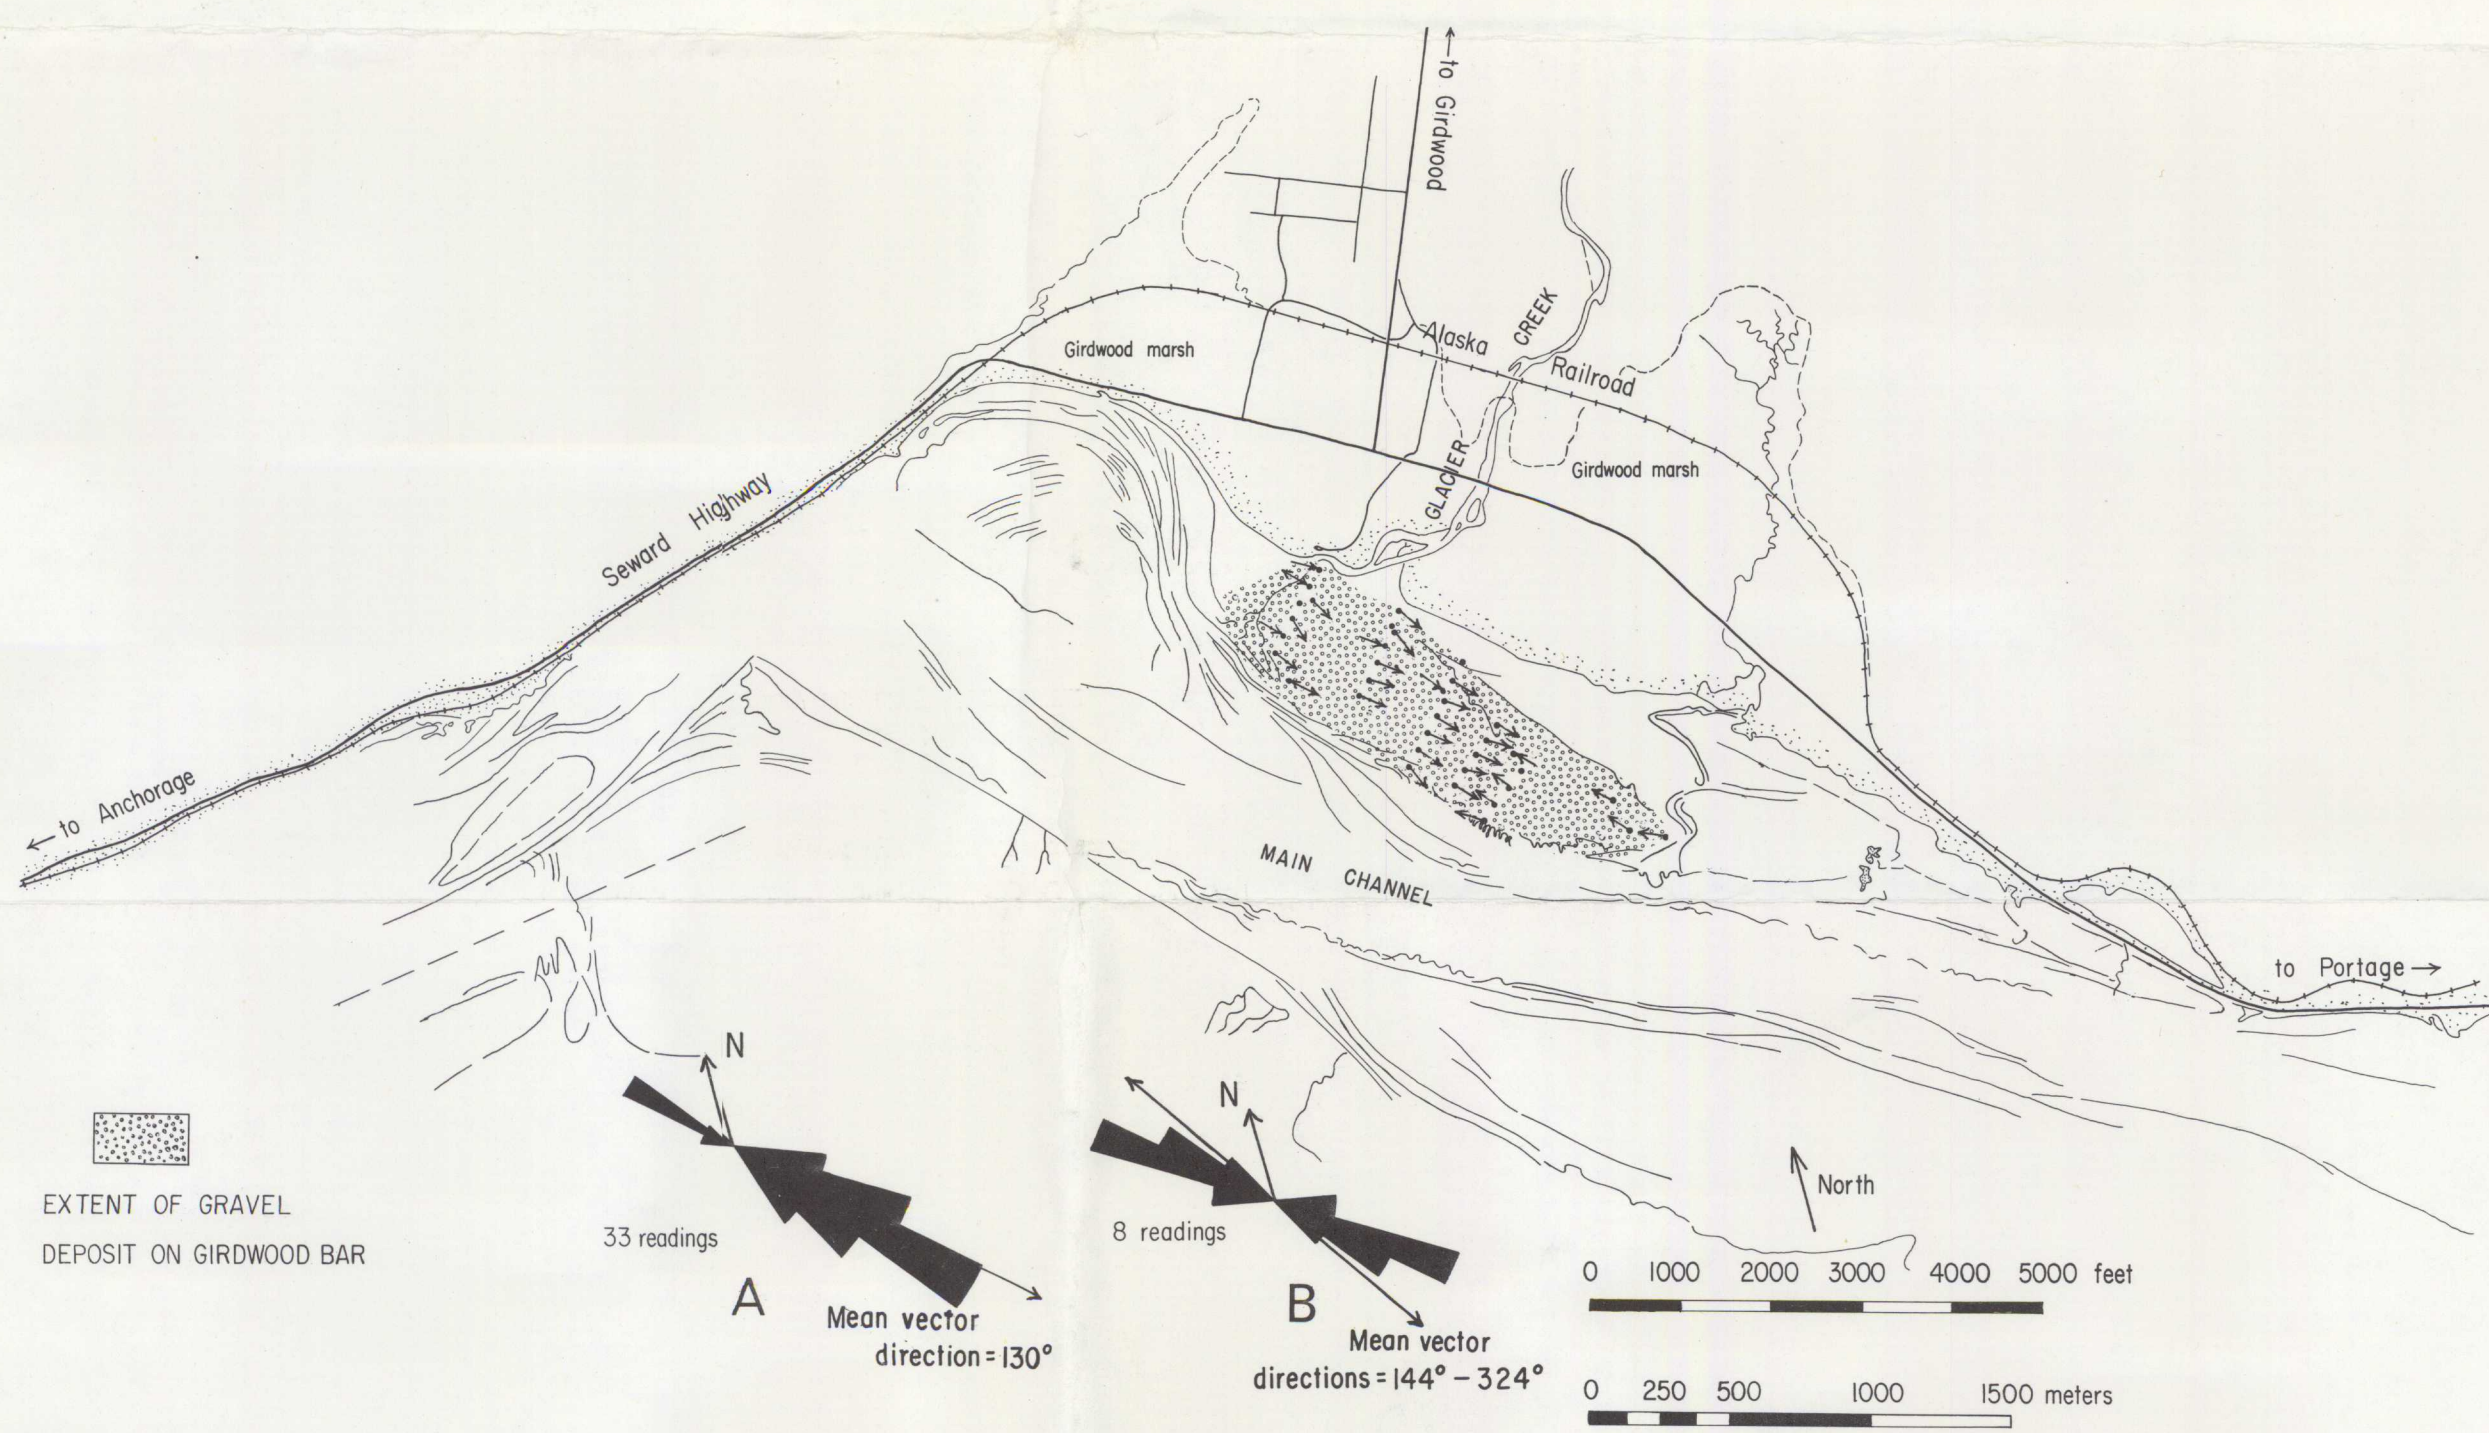 ← to Girdwood
CREEK
Alaska
Railroad
Girdwood marsh
GLACIER
Girdwood marsh
Seward Highway
← to Anchorage
MAIN CHANNEL
to Portage →
N
N
North
EXTENT OF GRAVEL
DEPOSIT ON GIRDWOOD BAR
33 readings
A
Mean vector
direction = 130°
8 readings
B
Mean vector
directions = 144° – 324°
0 1000 2000 3000 4000 5000 feet
0 250 500 1000 1500 meters